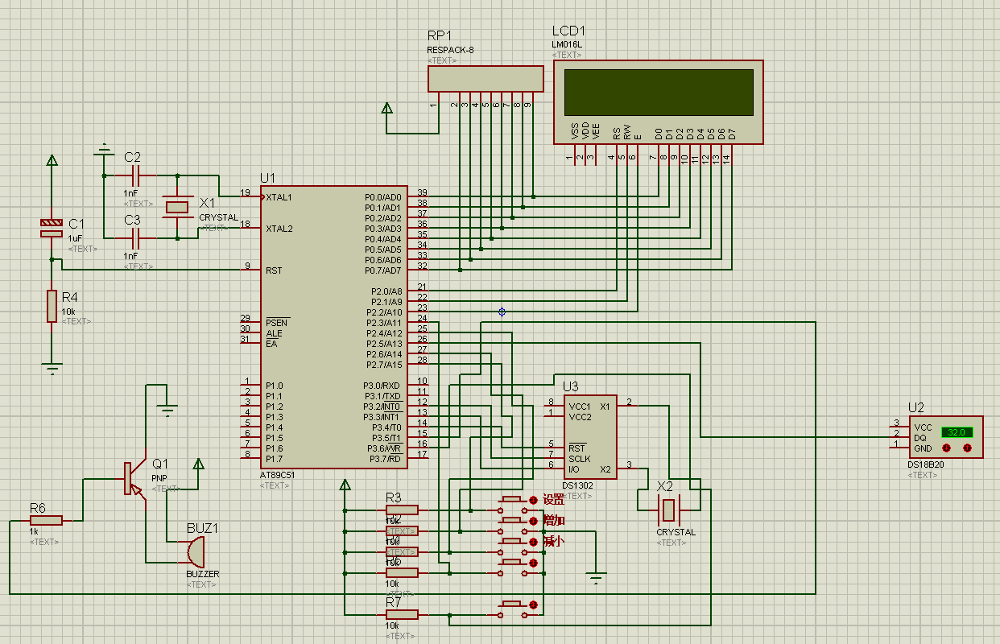 RP1
RESPACK-8
<TEXT>
1
2
3
4
5
6
7
8
9
LCD1
LM016L
<TEXT>
VSS
VDD
VEE
RS
RW
E
D0
D1
D2
D3
D4
D5
D6
D7
1
2
3
4
5
6
7
8
9
10
11
12
13
14
C2
1nF
<TEXT>
X1
CRYSTAL
<TEXT>
C3
1nF
<TEXT>
C1
1uF
<TEXT>
R4
10k
<TEXT>
U1
19 XTAL1
18 XTAL2
9 RST
29 PSEN
30 ALE
31 EA
1 P1.0
2 P1.1
3 P1.2
4 P1.3
5 P1.4
6 P1.5
7 P1.6
8 P1.7
P0.0/AD0 39
P0.1/AD1 38
P0.2/AD2 37
P0.3/AD3 36
P0.4/AD4 35
P0.5/AD5 34
P0.6/AD6 33
P0.7/AD7 32
P2.0/A8 21
P2.1/A9 22
P2.2/A10 23
P2.3/A11 24
P2.4/A12 25
P2.5/A13 26
P2.6/A14 27
P2.7/A15 28
P3.0/RXD 10
P3.1/TXD 11
P3.2/INT0 12
P3.3/INT1 13
P3.4/T0 14
P3.5/T1 15
P3.6/WR 16
P3.7/RD 17
AT89C51
<TEXT>
U3
8 VCC1
1 VCC2
5 RST
7 SCLK
6 I/O
X1 2
X2 3
DS1302
<TEXT>
X2
CRYSTAL
<TEXT>
U2
3 VCC
2 DQ
1 GND
32.0
DS18B20
<TEXT>
Q1
PNP
<TEXT>
R6
1k
<TEXT>
BUZ1
BUZZER
<TEXT>
R3
10k
<TEXT>
10k
<TEXT>
10k
10k
<TEXT>
R7
10k
<TEXT>
设置
增加
减小